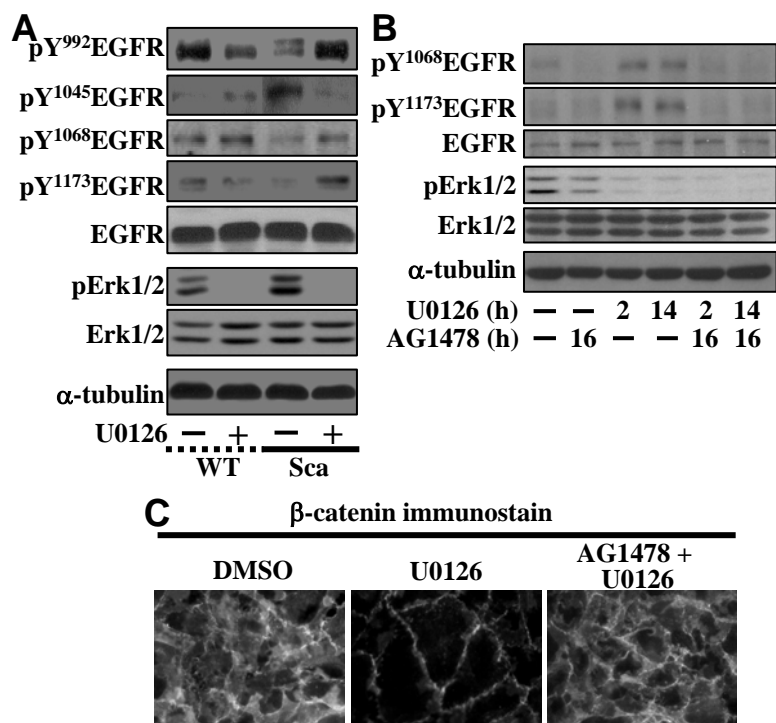 A
pY⁹⁹²EGFR
pY¹⁰⁴⁵EGFR
pY¹⁰⁶⁸EGFR
pY¹¹⁷³EGFR
EGFR
pErk1/2
Erk1/2
α-tubulin
U0126 − + − +
WT Sca
B
pY¹⁰⁶⁸EGFR
pY¹¹⁷³EGFR
EGFR
pErk1/2
Erk1/2
α-tubulin
U0126 (h) − − 2 14 2 14
AG1478 (h) − 16 − − 16 16
C
β-catenin immunostain
DMSO
U0126
AG1478 +
U0126